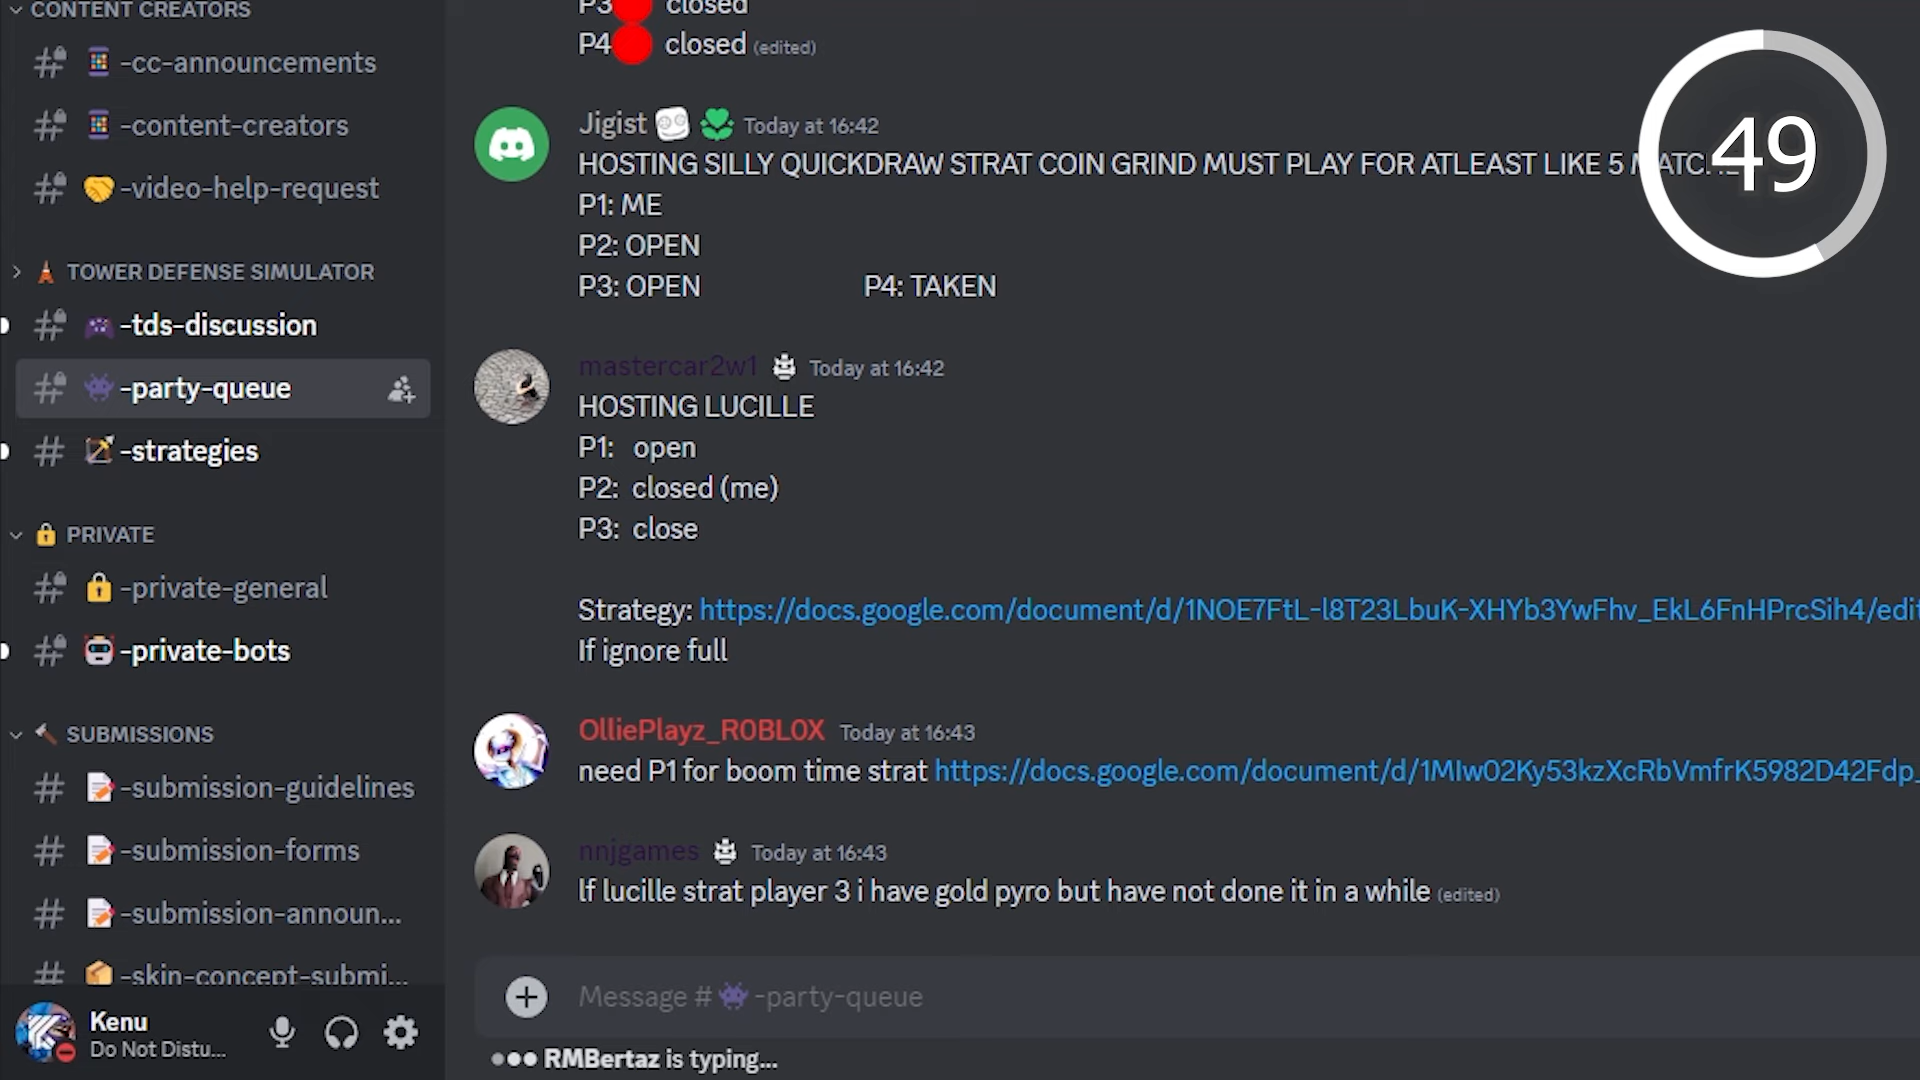 CONTENT CREATORS
-cc-announcements
-content-creators
-video-help-request
TOWER DEFENSE SIMULATOR
-tds-discussion
-party-queue
-strategies
PRIVATE
-private-general
-private-bots
SUBMISSIONS
-submission-guidelines
-submission-forms
-submission-announ...
-skin-concept-submi...
Kenu
Do Not Distu...
P3 closed
P4 closed (edited)
Jigist Today at 16:42
HOSTING SILLY QUICKDRAW STRAT COIN GRIND MUST PLAY FOR ATLEAST LIKE 5
P1: ME
P2: OPEN
P3: OPEN P4: TAKEN
mastercar2w1 Today at 16:42
HOSTING LUCILLE
P1: open
P2: closed (me)
P3: close
Strategy: https://docs.google.com/document/d/1NOE7FtL-l8T23LbuK-XHYb3YwFhv_EkL6FnHPrcSih4/edit
If ignore full
OlliePlayz_R0BL0X Today at 16:43
need P1 for boom time strat https://docs.google.com/document/d/1MIw02Ky53kzXcRbVmfrK5982D42Fdp_
nnjgames Today at 16:43
lf lucille strat player 3 i have gold pyro but have not done it in a while (edited)
Message # -party-queue
RMBertaz is typing...
49